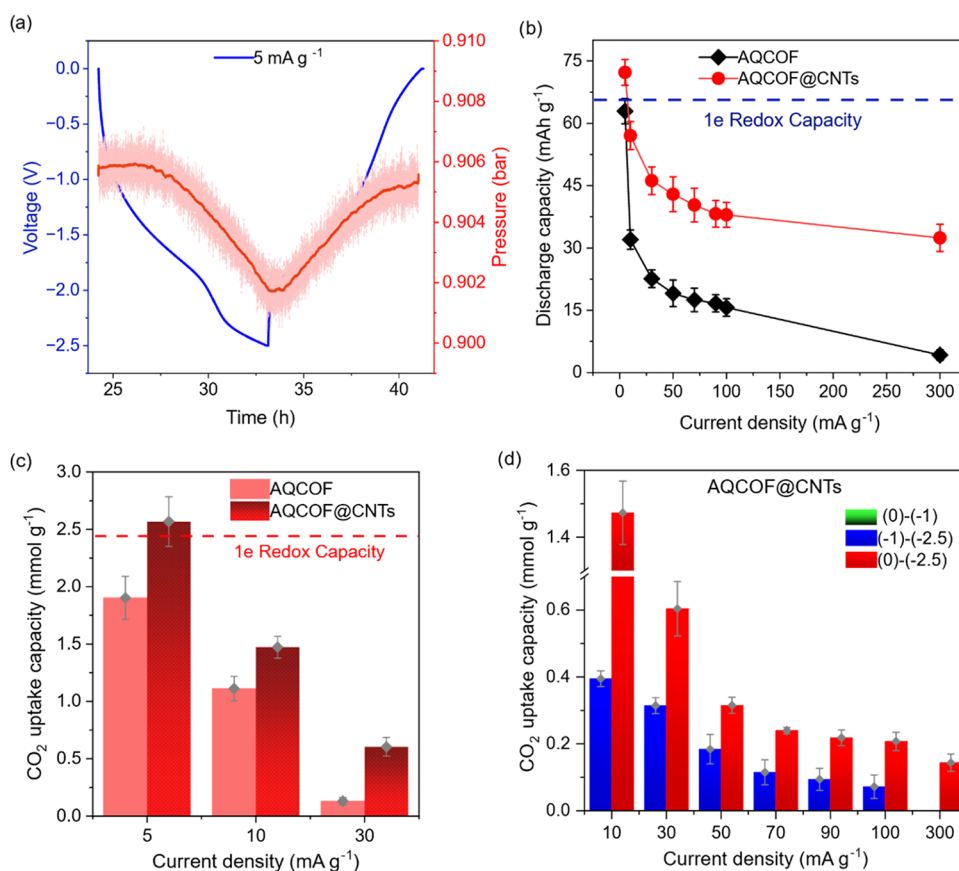 (a)
5 mA g⁻¹
0.0
−0.5
−1.0
−1.5
−2.0
−2.5
Voltage (V)
0.910
0.908
0.906
0.904
0.902
0.900
Pressure (bar)
25 30 35 40
Time (h)
(b)
AQCOF
AQCOF@CNTs
1e Redox Capacity
75
60
45
30
15
0
Discharge capacity (mAh g⁻¹)
0 50 100 150 200 250 300
Current density (mA g⁻¹)
(c)
AQCOF
AQCOF@CNTs
1e Redox Capacity
3.0
2.5
2.0
1.5
1.0
0.5
0.0
CO₂ uptake capacity (mmol g⁻¹)
5 10 30
Current density (mA g⁻¹)
(d)
AQCOF@CNTs
(0)-(-1)
(-1)-(-2.5)
(0)-(-2.5)
1.6
1.4
0.6
0.4
0.2
0.0
CO₂ uptake capacity (mmol g⁻¹)
10 30 50 70 90 100 300
Current density (mA g⁻¹)